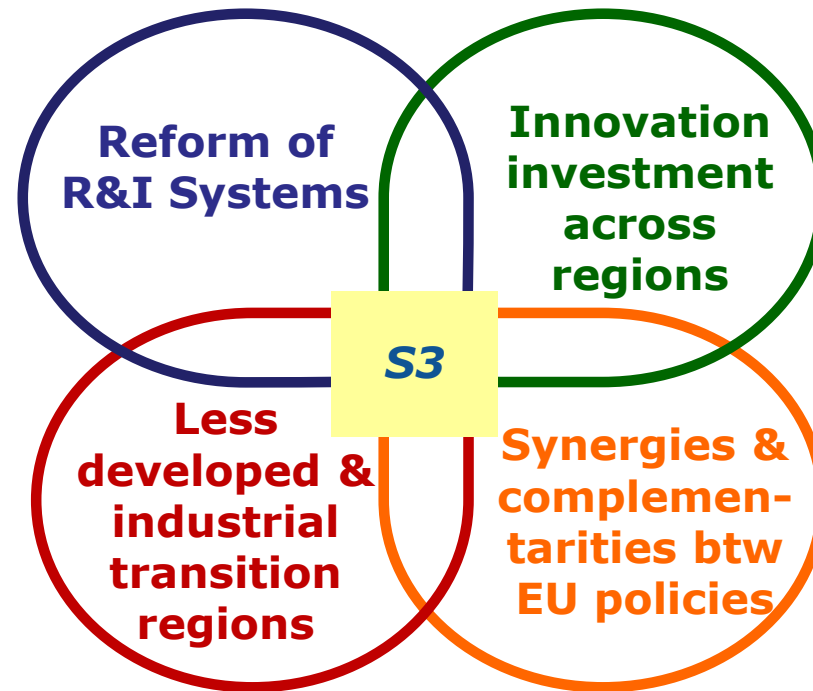 Reform of
R&I Systems
Innovation
investment
across
regions
S3
Less
developed &
industrial
transition
regions
Synergies &
complemen-
tarities btw
EU policies